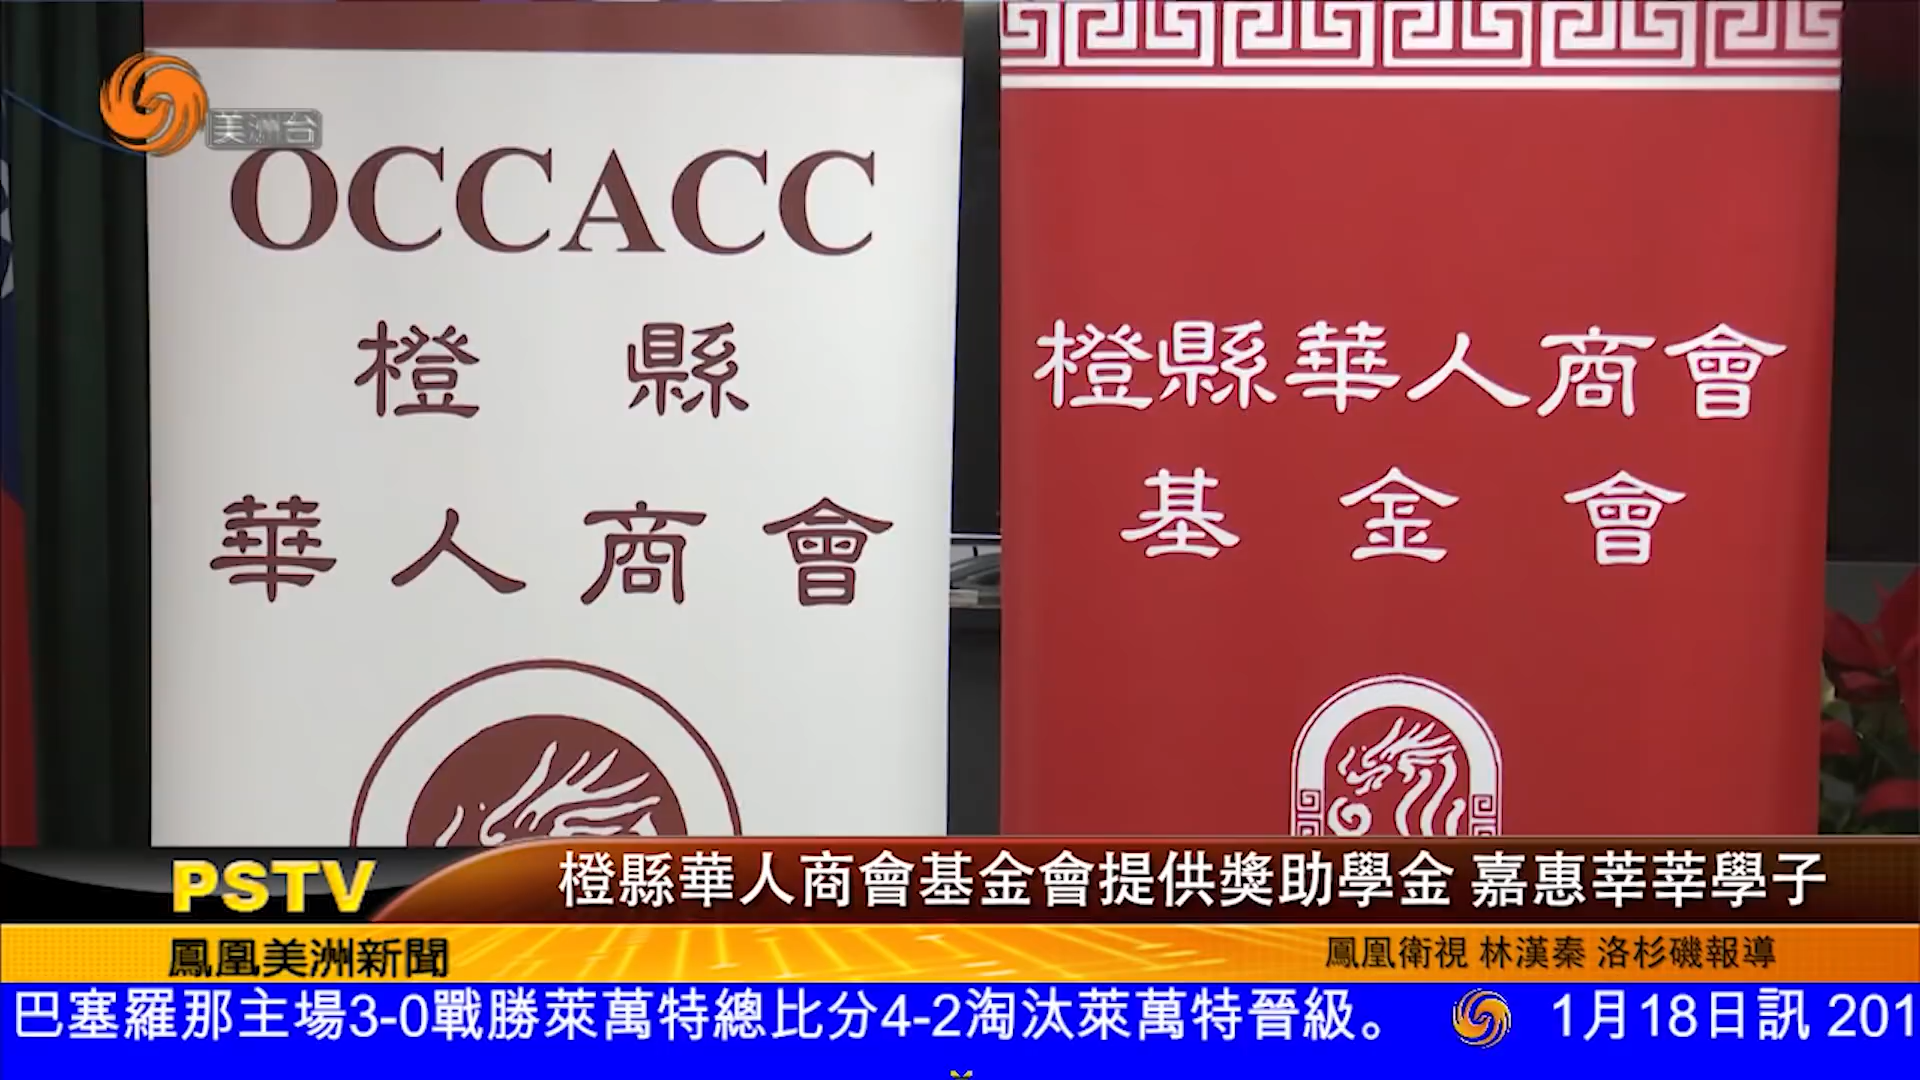 美洲台
OCCACC
橙縣
華人商會
橙縣華人商會
基金會
PSTV
橙縣華人商會基金會提供獎助學金 嘉惠莘莘學子
鳳凰美洲新聞
鳳凰衛視 林漢秦 洛杉磯報導
巴塞羅那主場3-0戰勝萊萬特總比分4-2淘汰萊萬特晉級。 1月18日訊 201